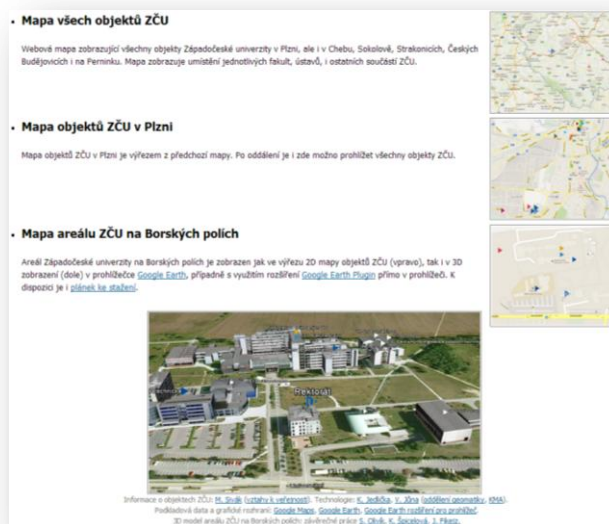 Mapa všech objektů ZČU
Webová mapa zobrazující všechny objekty Západočeské univerzity v Plzni, ale i v Chebu, Sokolově, Strakonicích, Českých
Budějovicích i na Perninku. Mapa zobrazuje umístění jednotlivých fakult, ústavů, i ostatních součástí ZČU.
Mapa objektů ZČU v Plzni
Mapa objektů ZČU v Plzni je výřezem z předchozí mapy. Po oddálení je i zde možno prohlížet všechny objekty ZČU.
Mapa areálu ZČU na Borských polích
Areál Západočeské univerzity na Borských polích je zobrazen jak ve výřezu 2D mapy objektů ZČU (vpravo), tak i v 3D
zobrazení (dole) v prohlížečce Google Earth, případně s využitím rozšíření Google Earth Plugin přímo v prohlížeči. K
dispozici je i plánek ke stažení.
Rektorát
Informace o objektech ZČU: M. Sivák (vztahy k veřejnosti). Technologie: K. Jedlička, V. Jóna (oddělení geomatiky, KMA).
Podkladová data a grafické rozhraní: Google Maps, Google Earth, Google Earth rozšíření pro prohlížeč.
3D model areálu ZČU na Borských polích: závěrečné práce S. Olivík, K. Špicelová, J.